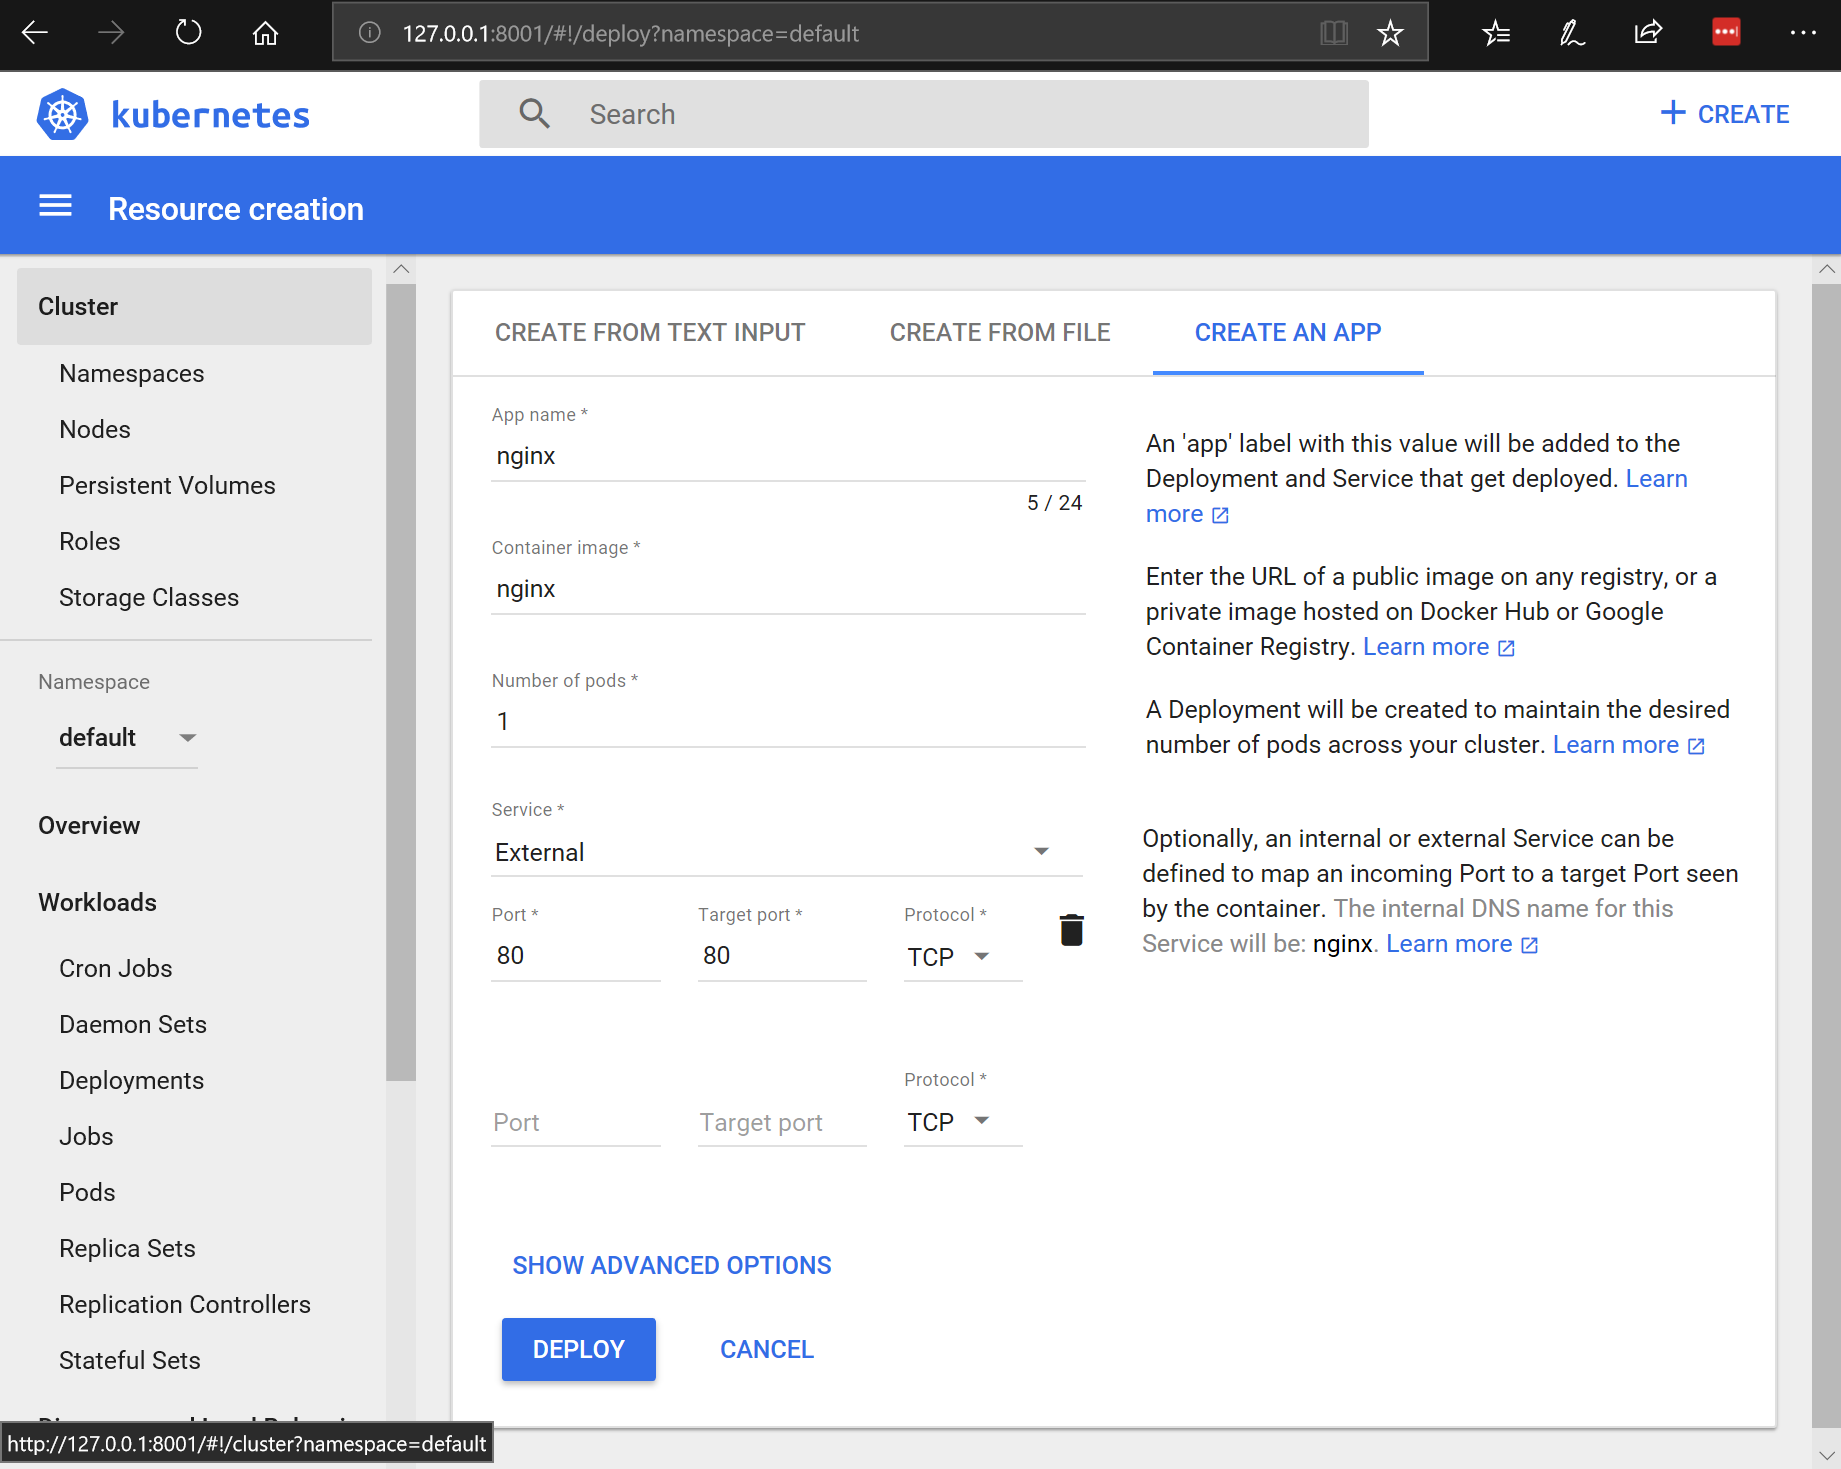 127.0.0.1:8001/#!/deploy?namespace=default
kubernetes
Search
+ CREATE
Resource creation
Cluster
Namespaces
Nodes
Persistent Volumes
Roles
Storage Classes
Namespace
default
Overview
Workloads
Cron Jobs
Daemon Sets
Deployments
Jobs
Pods
Replica Sets
Replication Controllers
Stateful Sets
http://127.0.0.1:8001/#!/cluster?namespace=default
CREATE FROM TEXT INPUT
CREATE FROM FILE
CREATE AN APP
App name *
nginx
5 / 24
An 'app' label with this value will be added to the
Deployment and Service that get deployed. Learn
more
Container image *
nginx
Enter the URL of a public image on any registry, or a
private image hosted on Docker Hub or Google
Container Registry. Learn more
Number of pods *
1
A Deployment will be created to maintain the desired
number of pods across your cluster. Learn more
Service *
External
Optionally, an internal or external Service can be
defined to map an incoming Port to a target Port seen
by the container. The internal DNS name for this
Service will be: nginx. Learn more
Port *
Target port *
Protocol *
80
80
TCP
Protocol *
Port
Target port
TCP
SHOW ADVANCED OPTIONS
DEPLOY
CANCEL